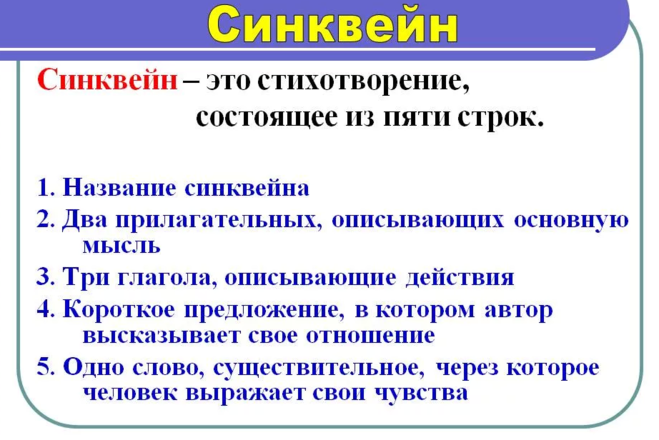 Синквейн
Синквейн – это стихотворение,
состоящее из пяти строк.
1. Название синквейна
2. Два прилагательных, описывающих основную
мысль
3. Три глагола, описывающие действия
4. Короткое предложение, в котором автор
высказывает свое отношение
5. Одно слово, существительное, через которое
человек выражает свои чувства